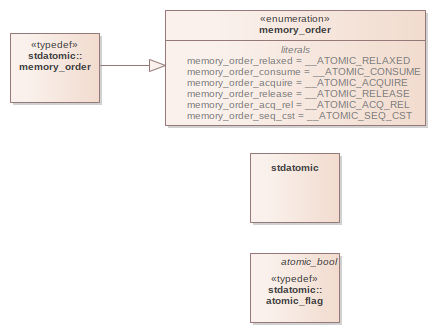 «typedef»
stdatomic::
memory_order
«enumeration»
memory_order
literals
memory_order_relaxed = __ATOMIC_RELAXED
memory_order_consume = __ATOMIC_CONSUME
memory_order_acquire = __ATOMIC_ACQUIRE
memory_order_release = __ATOMIC_RELEASE
memory_order_acq_rel = __ATOMIC_ACQ_REL
memory_order_seq_cst = __ATOMIC_SEQ_CST
stdatomic
atomic_bool
«typedef»
stdatomic::
atomic_flag